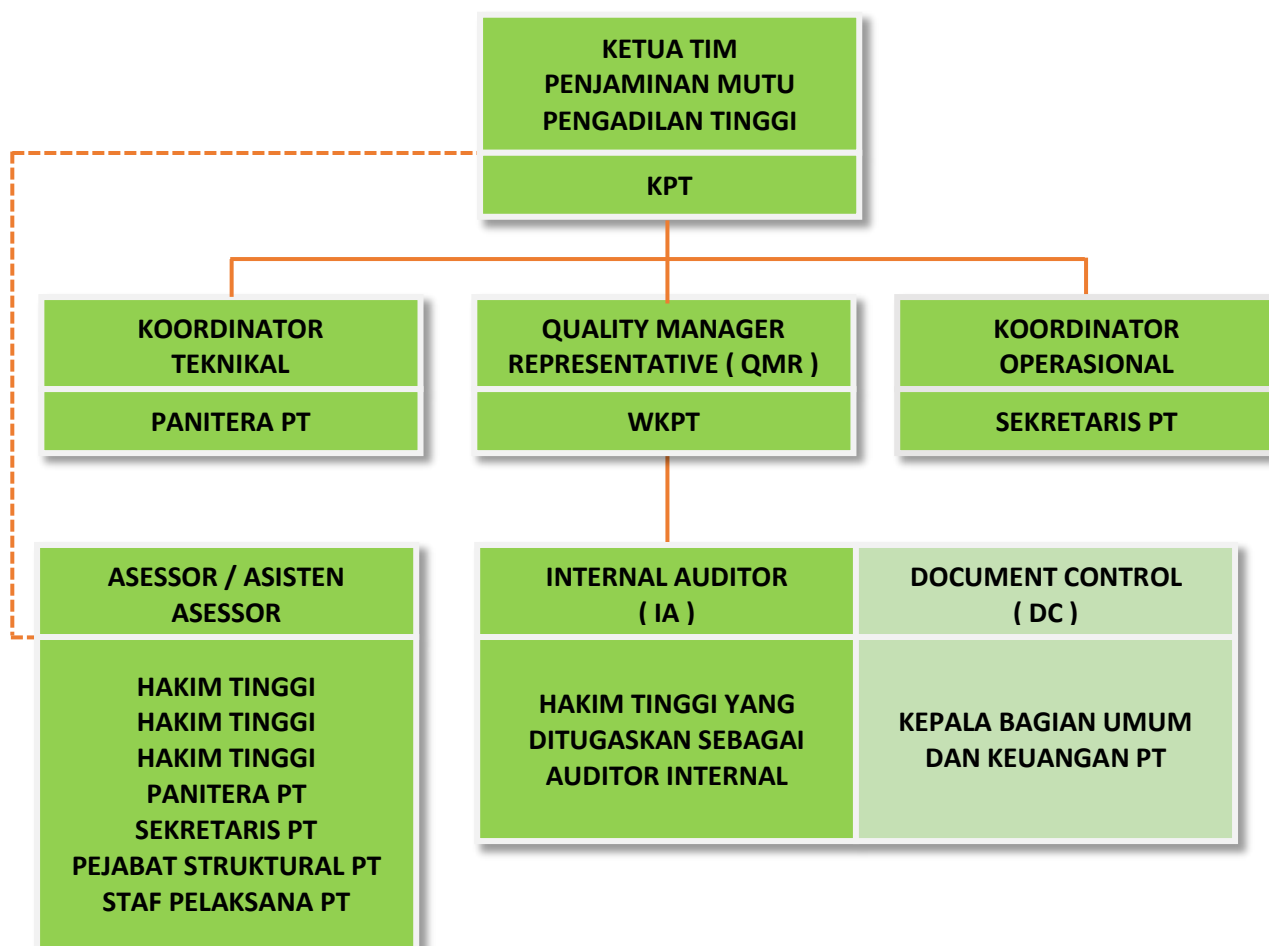 KETUA TIM
PENJAMINAN MUTU
PENGADILAN TINGGI
KPT
KOORDINATOR
TEKNIKAL
PANITERA PT
QUALITY MANAGER
REPRESENTATIVE ( QMR )
WKPT
KOORDINATOR
OPERASIONAL
SEKRETARIS PT
ASESSOR / ASISTEN
ASESSOR
HAKIM TINGGI
HAKIM TINGGI
HAKIM TINGGI
PANITERA PT
SEKRETARIS PT
PEJABAT STRUKTURAL PT
STAF PELAKSANA PT
INTERNAL AUDITOR
( IA )
HAKIM TINGGI YANG
DITUGASKAN SEBAGAI
AUDITOR INTERNAL
DOCUMENT CONTROL
( DC )
KEPALA BAGIAN UMUM
DAN KEUANGAN PT